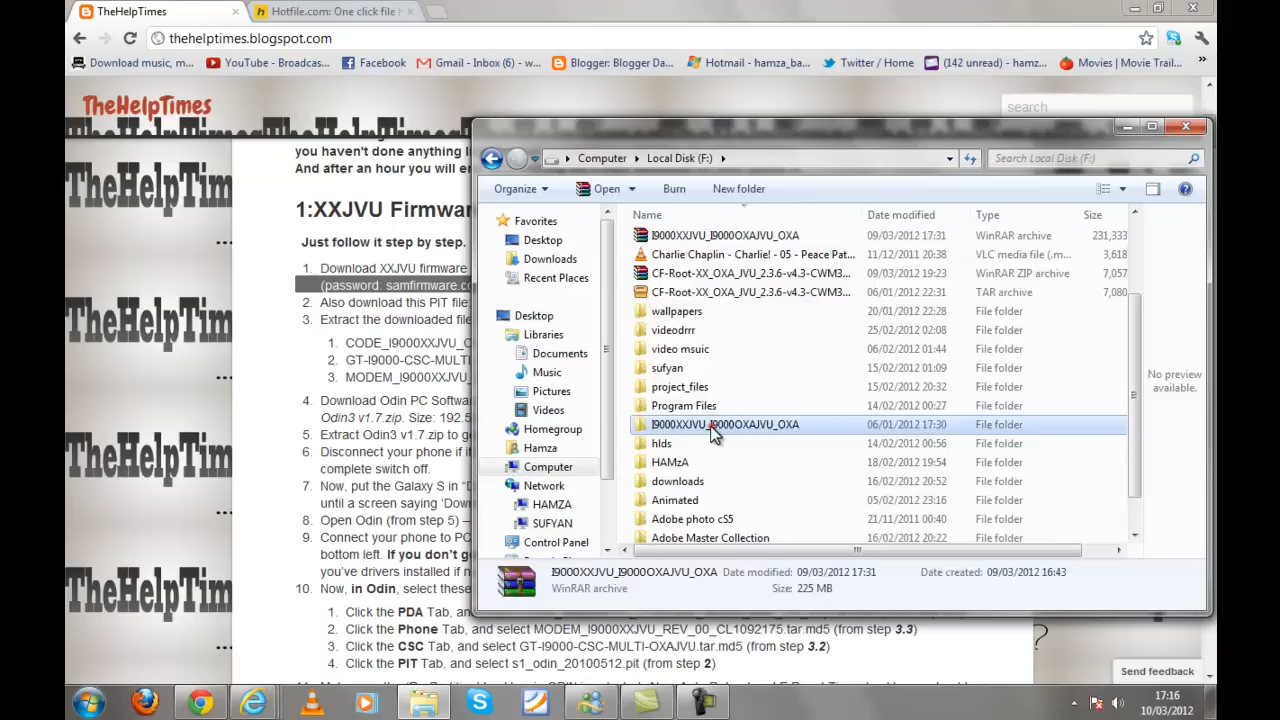 TheHelpTimes
Hotfile.com: One click file h
thehelptimes.blogspot.com
Download music, m...
YouTube - Broadcas...
Facebook
Gmail - Inbox (6) - w...
Blogger: Blogger Da...
Hotmail - hamza_ba...
Twitter / Home
(142 unread) - hamz...
Movies | Movie Trail...
»
TheHelpTimes
search
TheHelpTimesTheHelpTimesTheHelpTimes
you haven't done anything l
And after an hour you will e
TheHelpTim
TheHelpTim
TheHelpTim
TheHelpTim
1:XXJVU Firmwa
Just follow it step by step.
1. Download XXJVU firmware
(password: samfirmware.co
2. Also download this PIT file
3. Extract the downloaded file
1. CODE_I9000XXJVU_C
2. GT-I9000-CSC-MULTI
3. MODEM_I9000XXJVU_
4. Download Odin PC Softwar
Odin3 v1.7.zip. Size: 192.5
5. Extract Odin3 v1.7.zip to g
6. Disconnect your phone if i
complete switch off.
7. Now, put the Galaxy S in "D
until a screen saying 'Dow
8. Open Odin (from step 5) –
9. Connect your phone to PC
bottom left. If you don't g
you've drivers installed if n
10. Now, in Odin, select these
1. Click the PDA Tab, an
2. Click the Phone Tab, and select MODEM_I9000XXJVU_REV_00_CL1092175.tar.md5 (from step 3.3)
3. Click the CSC Tab, and select GT-I9000-CSC-MULTI-OXAJVU.tar.md5 (from step 3.2)
4. Click the PIT Tab, and select s1_odin_20100512.pit (from step 2)
?
Send feedback
Computer
Local Disk (F:)
Search Local Disk (F:)
Organize
Open
Burn
New folder
Favorites
Desktop
Downloads
Recent Places
Desktop
Libraries
Documents
Music
Pictures
Videos
Homegroup
Hamza
Computer
Network
HAMZA
SUFYAN
Control Panel
Name Date modified Type Size
I9000XXJVU_I9000OXAJVU_OXA 09/03/2012 17:31 WinRAR archive 231,333
Charlie Chaplin - Charlie! - 05 - Peace Pat... 11/12/2011 20:38 VLC media file (.m... 3,618
CF-Root-XX_OXA_JVU_2.3.6-v4.3-CWM3... 09/03/2012 19:23 WinRAR ZIP archive 7,057
CF-Root-XX_OXA_JVU_2.3.6-v4.3-CWM3... 06/01/2012 22:31 TAR archive 7,080
wallpapers 20/01/2012 22:28 File folder
videodrrr 25/02/2012 02:08 File folder
video msuic 06/02/2012 01:44 File folder
sufyan 15/02/2012 01:09 File folder
project_files 15/02/2012 20:32 File folder
Program Files 14/02/2012 00:27 File folder
I9000XXJVU_I9000OXAJVU_OXA 06/01/2012 17:30 File folder
hlds 14/02/2012 00:56 File folder
HAMzA 18/02/2012 19:54 File folder
downloads 16/02/2012 20:52 File folder
Animated 05/02/2012 23:16 File folder
Adobe photo cS5 21/11/2011 00:40 File folder
Adobe Master Collection 16/02/2012 20:22 File folder
No preview
available.
I9000XXJVU_I9000OXAJVU_OXA Date modified: 09/03/2012 17:31 Date created: 09/03/2012 16:43
WinRAR archive Size: 225 MB
17:16
10/03/2012